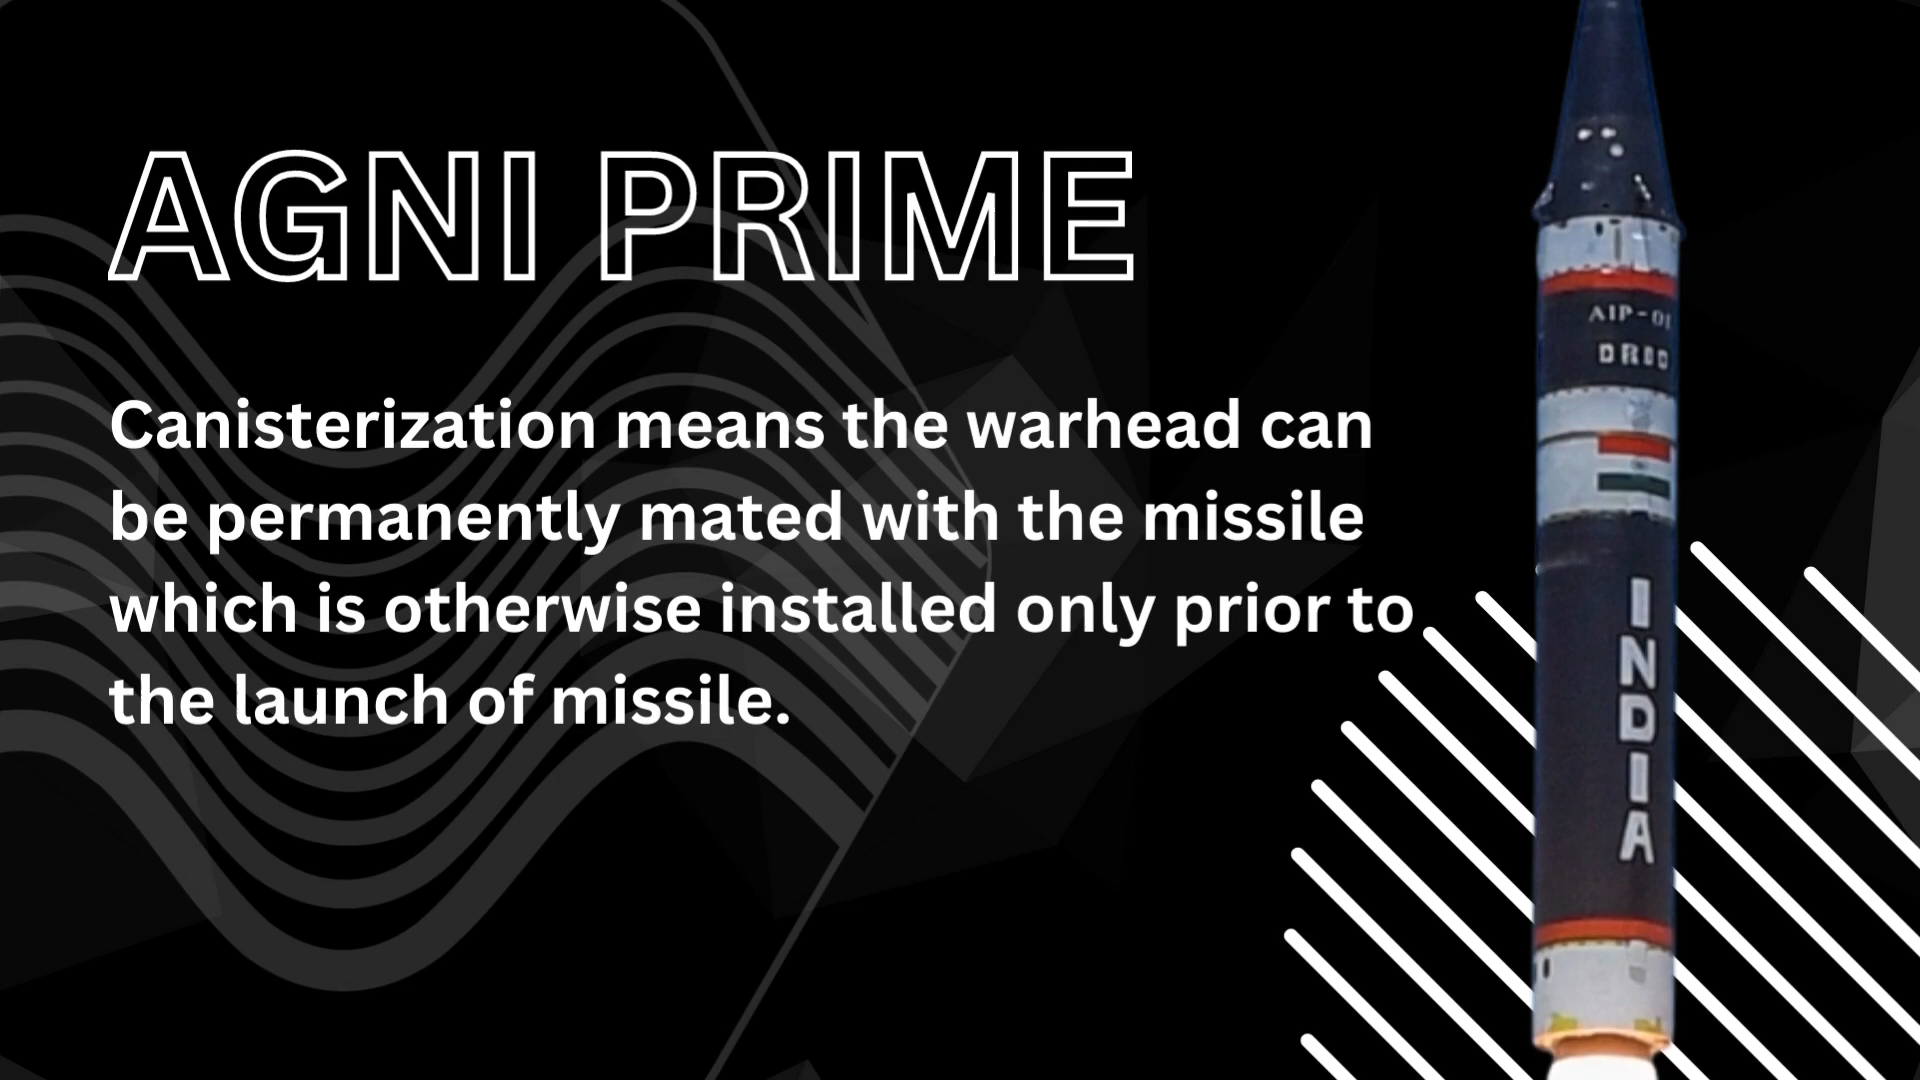 AGNI PRIME
Canisterization means the warhead can
be permanently mated with the missile
which is otherwise installed only prior to
the launch of missile.
AIP-01
DRDO
INDIA